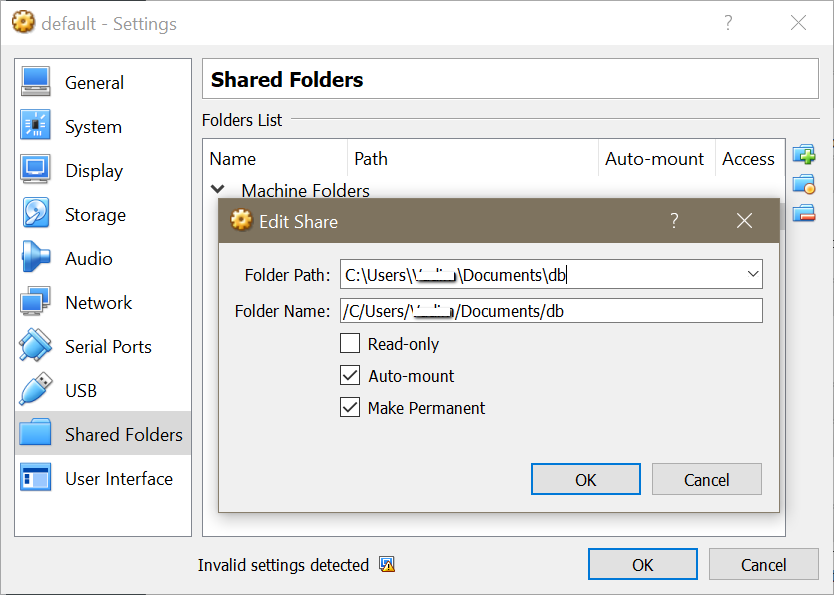 default - Settings
?
General
System
Display
Storage
Audio
Network
Serial Ports
USB
Shared Folders
User Interface
Shared Folders
Folders List
Name Path Auto-mount Access
Machine Folders
Edit Share
?
Folder Path: C:\Users\ \Documents\db
Folder Name: /C/Users/ /Documents/db
Read-only
Auto-mount
Make Permanent
OK Cancel
Invalid settings detected
OK Cancel